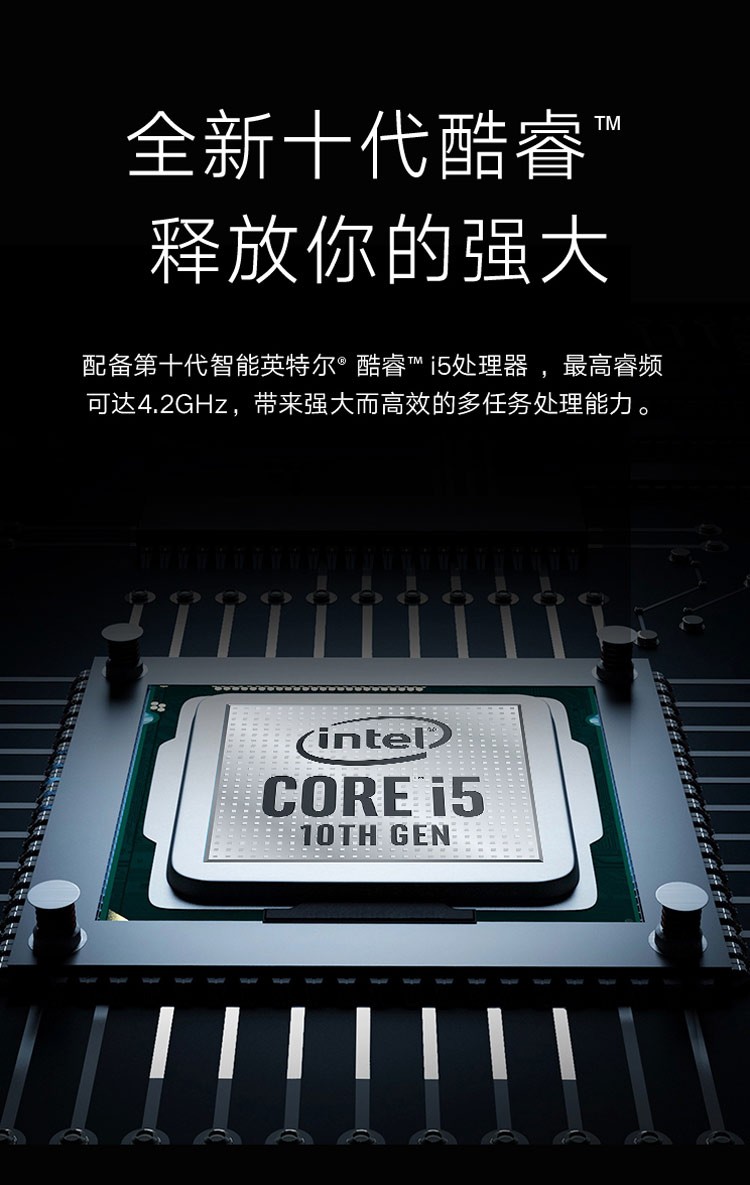 全新十代酷睿™
释放你的强大
配备第十代智能英特尔® 酷睿™ i5处理器 ，最高睿频
可达4.2GHz，带来强大而高效的多任务处理能力。
intel®
CORE™ i5
10TH GEN